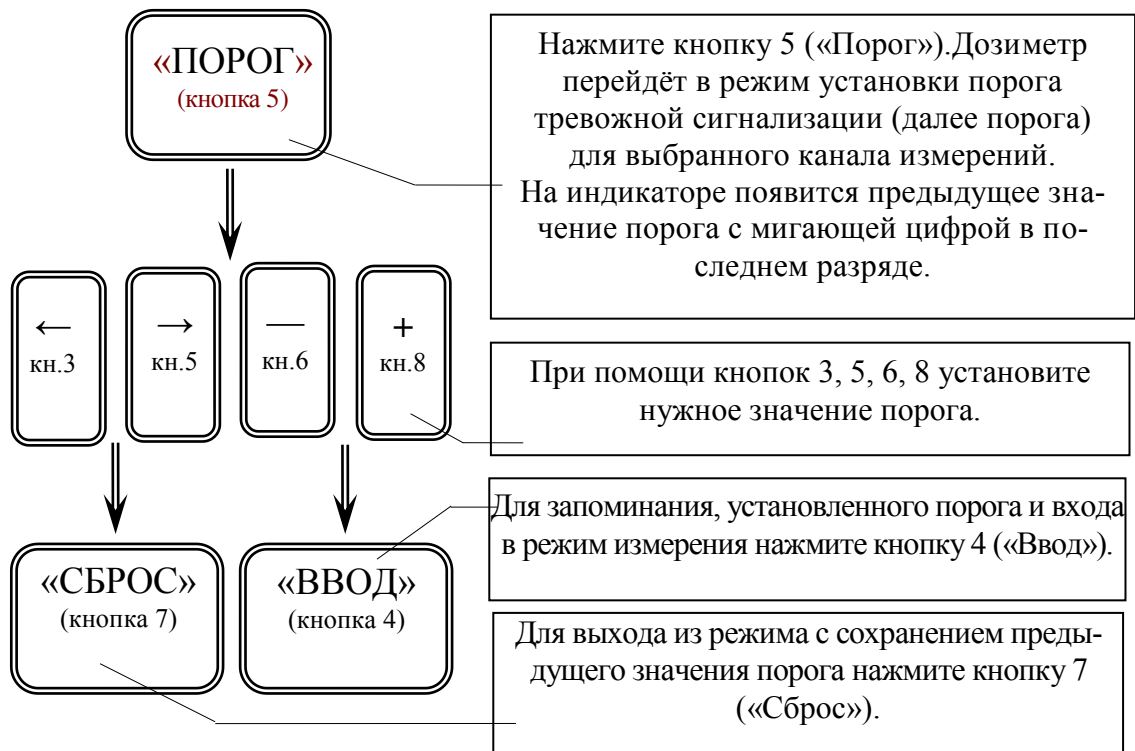 «ПОРОГ»
(кнопка 5)
Нажмите кнопку 5 («Порог»).Дозиметр
перейдёт в режим установки порога
тревожной сигнализации (далее порога)
для выбранного канала измерений.
На индикаторе появится предыдущее зна-
чение порога с мигающей цифрой в по-
следнем разряде.
←
кн.3
→
кн.5
—
кн.6
+
кн.8
При помощи кнопок 3, 5, 6, 8 установите
нужное значение порога.
«СБРОС»
(кнопка 7)
«ВВОД»
(кнопка 4)
Для запоминания, установленного порога и входа
в режим измерения нажмите кнопку 4 («Ввод»).
Для выхода из режима с сохранением преды-
дущего значения порога нажмите кнопку 7
(«Сброс»).